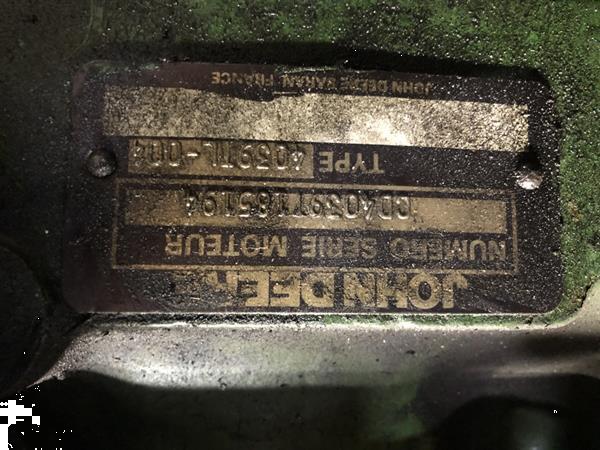 JOHN DEERE
NUMERO SERIE MOTEUR
CD4039T185194
TYPE 4039TL-004
JOHN DEERE SARAN FRANCE